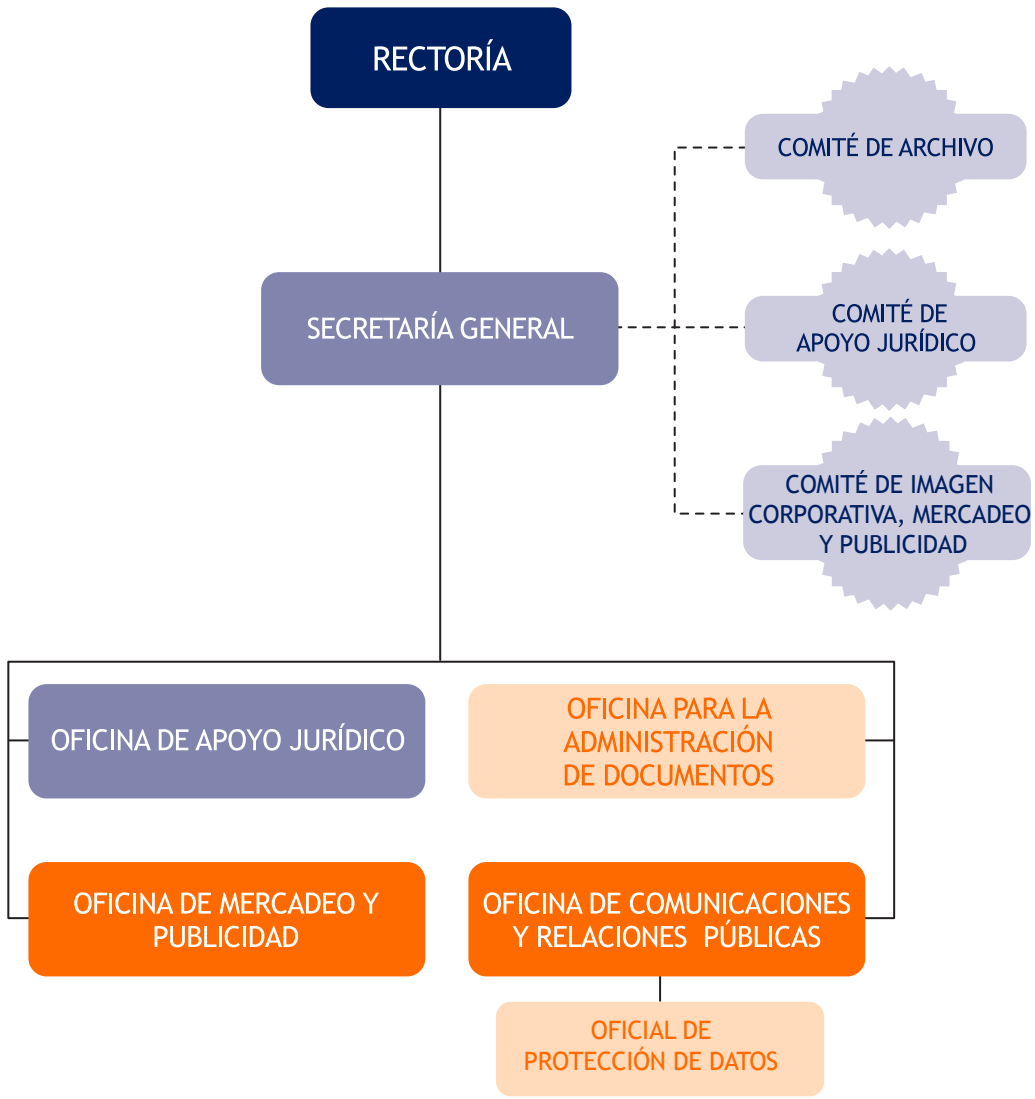 RECTORÍA
COMITÉ DE ARCHIVO
SECRETARÍA GENERAL
COMITÉ DE
APOYO JURÍDICO
COMITÉ DE IMAGEN
CORPORATIVA, MERCADEO
Y PUBLICIDAD
OFICINA DE APOYO JURÍDICO
OFICINA PARA LA
ADMINISTRACIÓN
DE DOCUMENTOS
OFICINA DE MERCADEO Y
PUBLICIDAD
OFICINA DE COMUNICACIONES
Y RELACIONES PÚBLICAS
OFICIAL DE
PROTECCIÓN DE DATOS